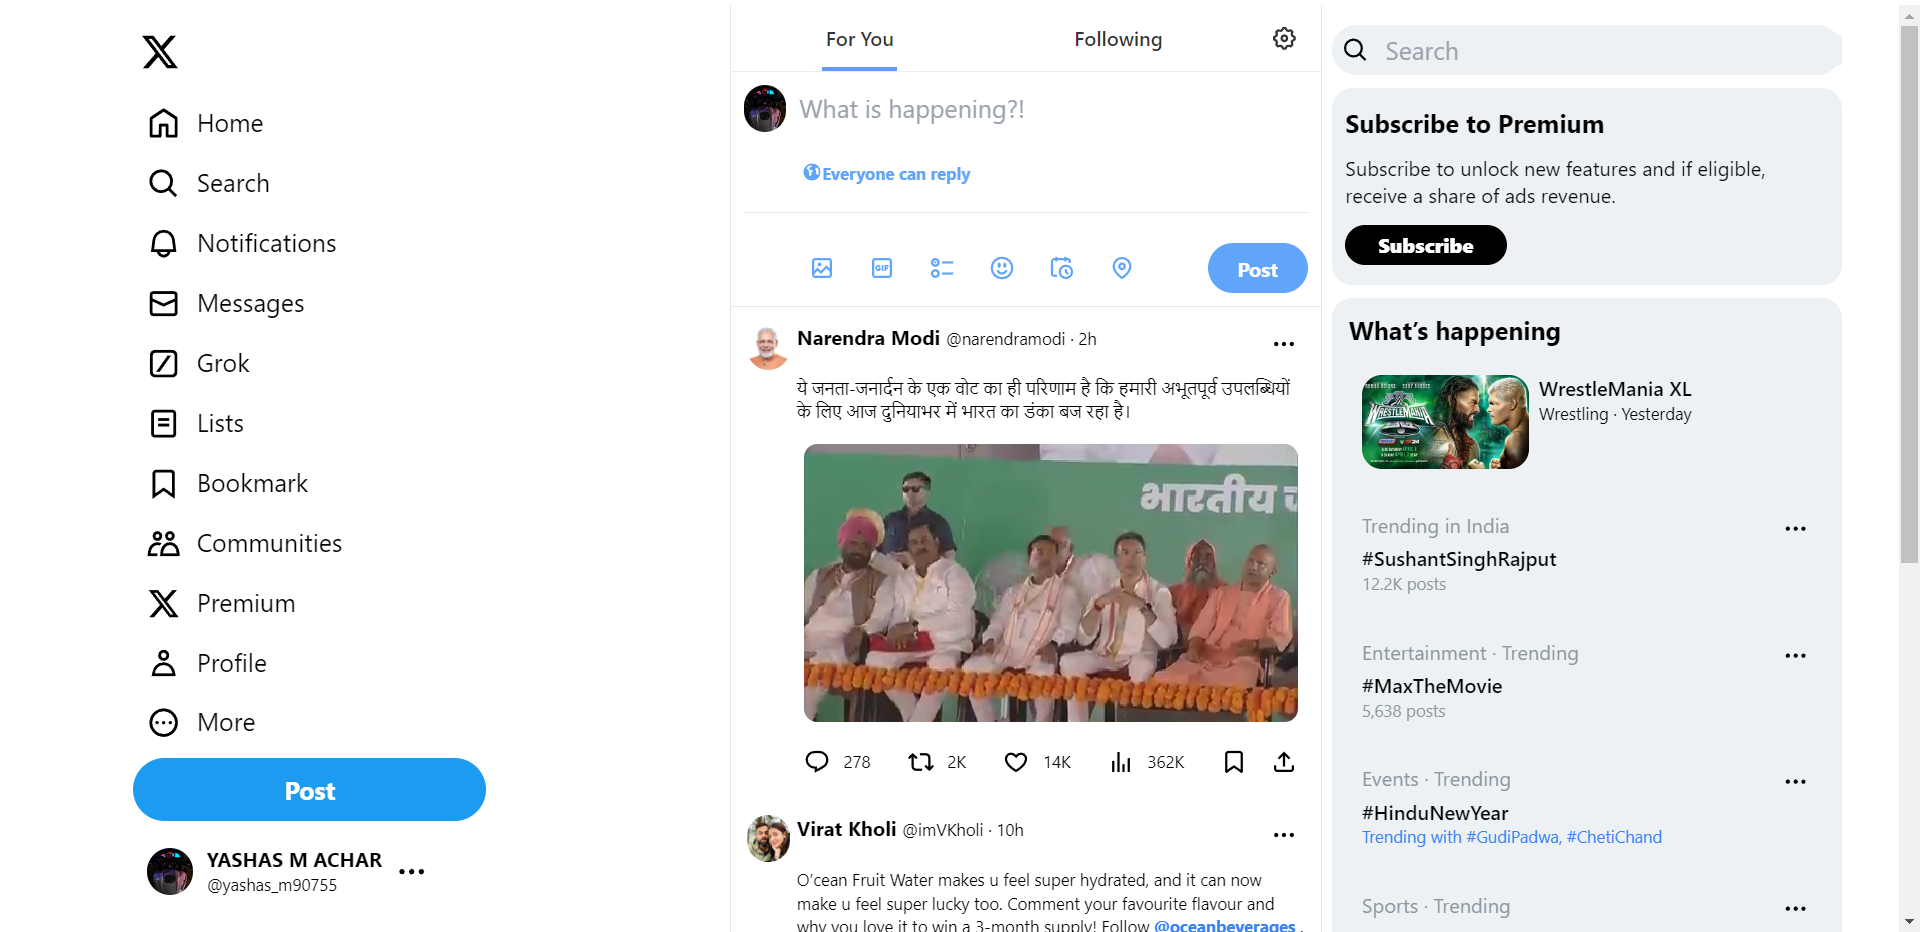 Home
Search
Notifications
Messages
Grok
Lists
Bookmark
Communities
Premium
Profile
More
Post
YASHAS M ACHAR
@yashas_m90755
For You
Following
What is happening?!
Everyone can reply
GIF
Post
Narendra Modi @narendramodi · 2h
ये जनता-जनार्दन के एक वोट का ही परिणाम है कि हमारी अभूतपूर्व उपलब्धियों
के लिए आज दुनियाभर में भारत का डंका बज रहा है।
भारतीय
278 2K 14K 362K
Virat Kholi @imVKholi · 10h
O’cean Fruit Water makes u feel super hydrated, and it can now
make u feel super lucky too. Comment your favourite flavour and
why you love it to win a 3-month supply! Follow @oceanbeverages .
Search
Subscribe to Premium
Subscribe to unlock new features and if eligible,
receive a share of ads revenue.
Subscribe
What’s happening
WRESTLEMANIA
WrestleMania XL
Wrestling · Yesterday
Trending in India
#SushantSinghRajput
12.2K posts
Entertainment · Trending
#MaxTheMovie
5,638 posts
Events · Trending
#HinduNewYear
Trending with #GudiPadwa, #ChetiChand
Sports · Trending